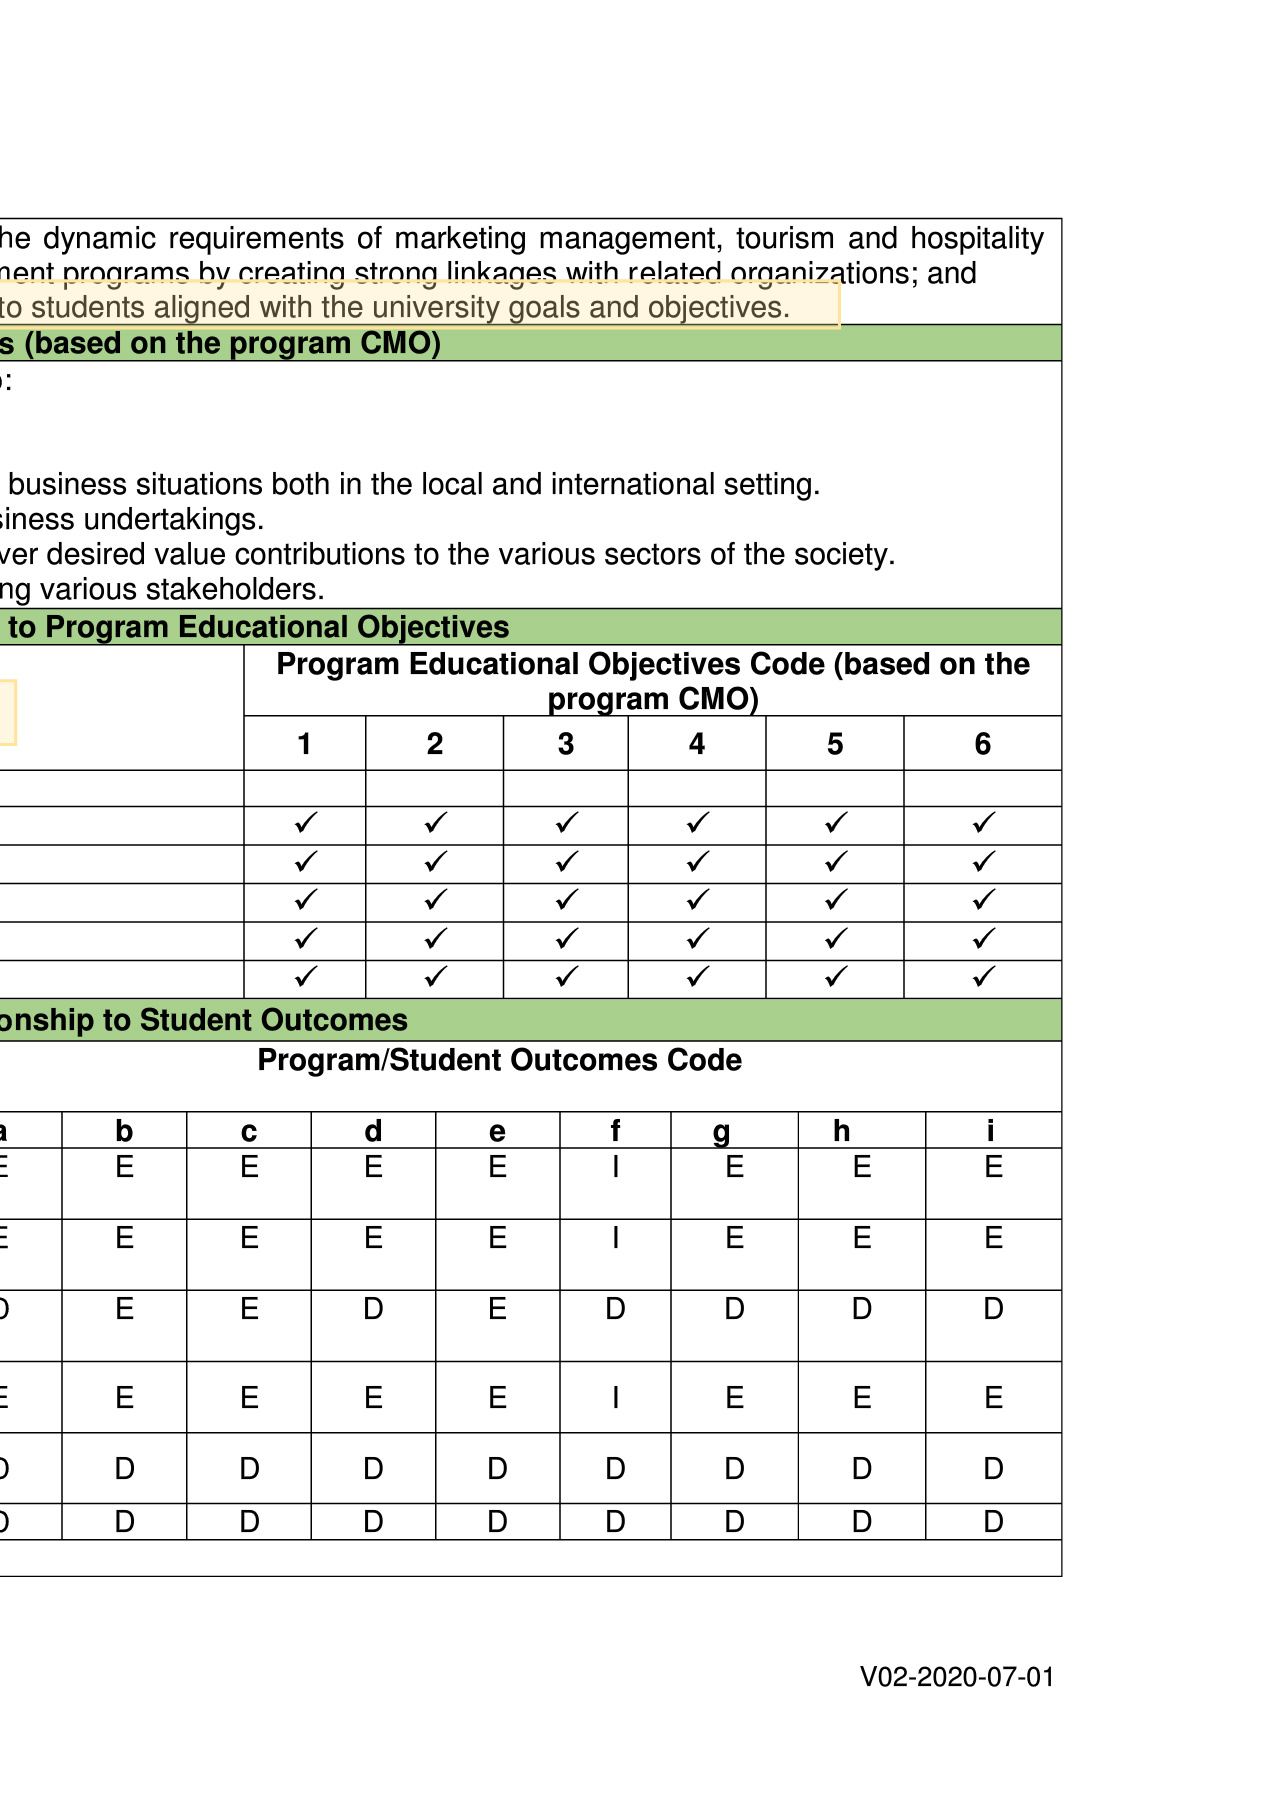 he dynamic requirements of marketing management, tourism and hospitality
ment programs by creating strong linkages with related organizations; and
to students aligned with the university goals and objectives.
s (based on the program CMO)
:
business situations both in the local and international setting.
siness undertakings.
ver desired value contributions to the various sectors of the society.
ng various stakeholders.
to Program Educational Objectives
Program Educational Objectives Code (based on the
program CMO)
1 2 3 4 5 6
✓ ✓ ✓ ✓ ✓ ✓
✓ ✓ ✓ ✓ ✓ ✓
✓ ✓ ✓ ✓ ✓ ✓
✓ ✓ ✓ ✓ ✓ ✓
✓ ✓ ✓ ✓ ✓ ✓
onship to Student Outcomes
Program/Student Outcomes Code
a b c d e f g h i
E E E E E I E E E
E E E E E I E E E
D E E D E D D D D
E E E E E I E E E
D D D D D D D D D
D D D D D D D D D
V02-2020-07-01